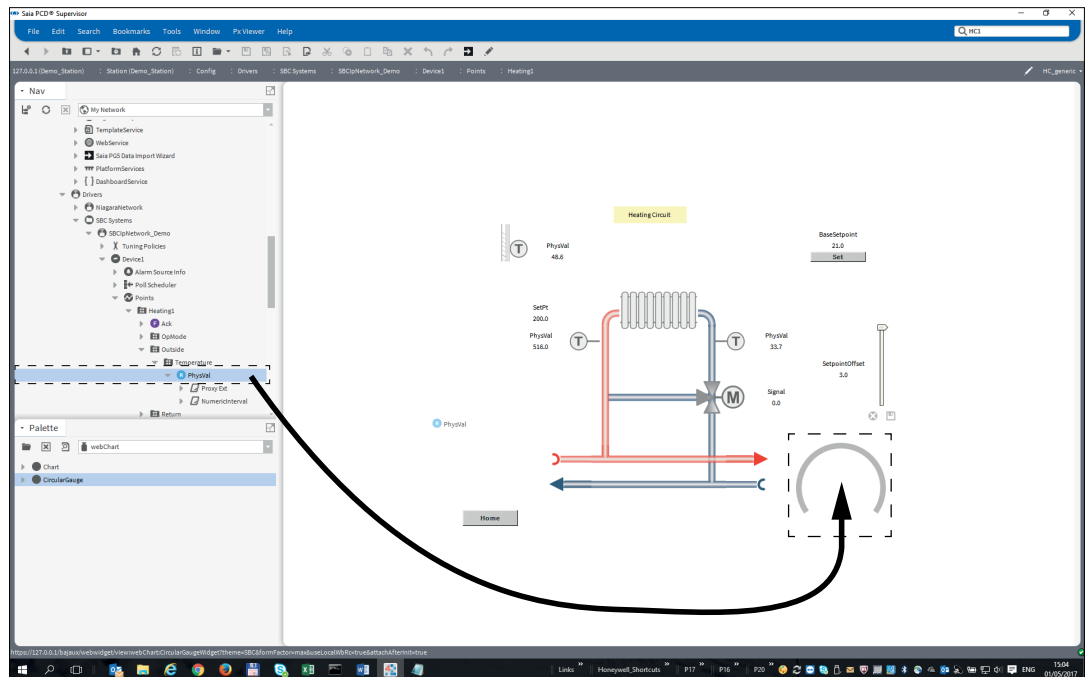 Saia PCD® Supervisor
File Edit Search Bookmarks Tools Window Px Viewer Help
HC1
127.0.0.1 (Demo_Station) : Station (Demo_Station) : Config : Drivers : SBC Systems : SBCIpNetwork_Demo : Device1 : Points : Heating1
HC_generic
Nav
My Network
TemplateService
WebService
Saia PG5 Data Import Wizard
PlatformServices
{ } DashboardService
Drivers
NiagaraNetwork
SBC Systems
SBCIpNetwork_Demo
Tuning Policies
Device1
Alarm Source Info
Poll Scheduler
Points
Heating1
Ack
OpMode
Outside
Temperature
PhysVal
Proxy Ext
NumericInterval
Return
Palette
webChart
Chart
CircularGauge
Heating Circuit
T
PhysVal
48.6
BaseSetpoint
21.0
Set
SetPt
200.0
PhysVal
516.0
T
T
PhysVal
33.7
SetpointOffset
3.0
M
Signal
0.0
PhysVal
Home
https://127.0.0.1/bajaux/webwidget/view:webChart:CircularGaugeWidget?theme=SBC&formFactor=max&useLocalWbRc=true&attachAfterInit=true
Links » Honeywell_Shortcuts » P17 » P16 » P20 »
ENG
15:04
01/05/2017